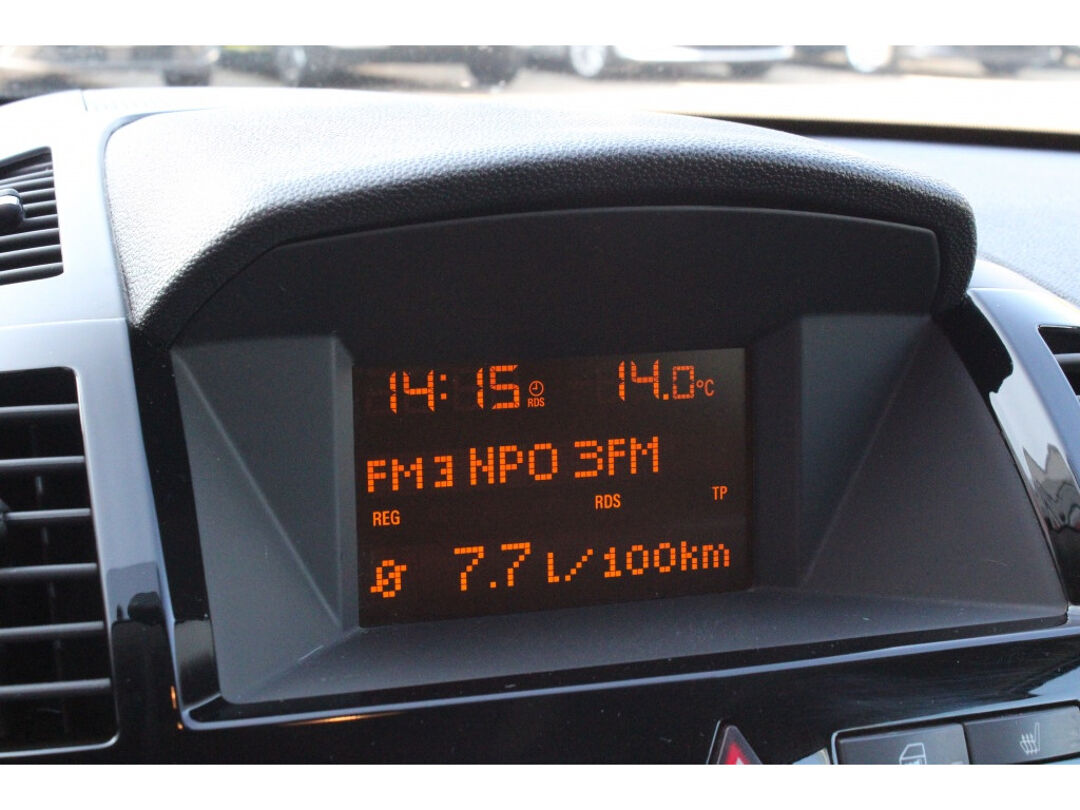 14:15 RDS 14.0°C
FM3 NPO 3FM
REG RDS TP
Ø 7.7 l/100km